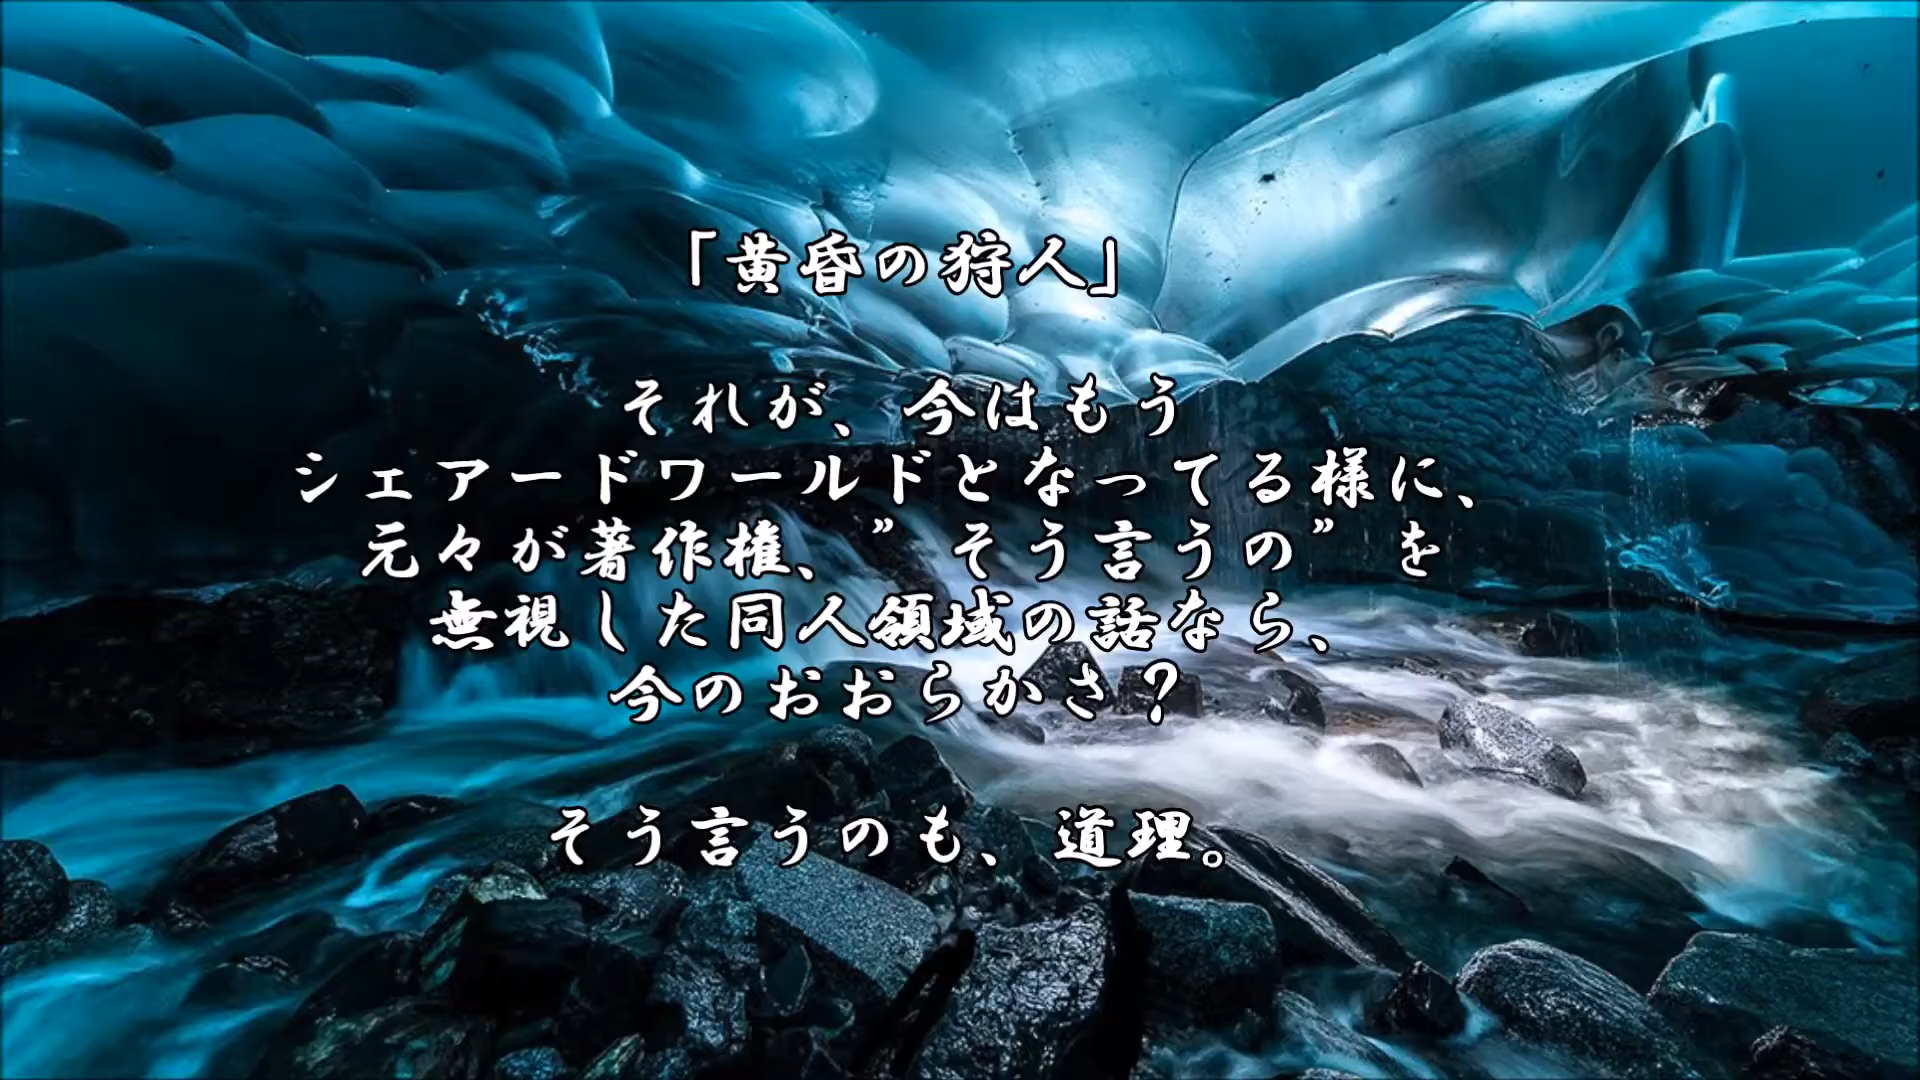 「黄昏の狩人」
それが、今はもう
シェアードワールドとなってる様に、
元々が著作権、”そう言うの”を
無視した同人領域の話なら、
今のおおらかさ？
そう言うのも、道理。